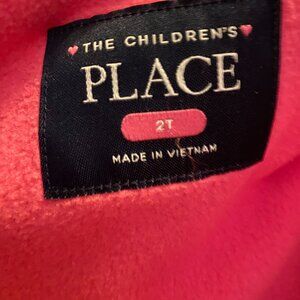 THE CHILDREN'S
PLACE
2T
MADE IN VIETNAM